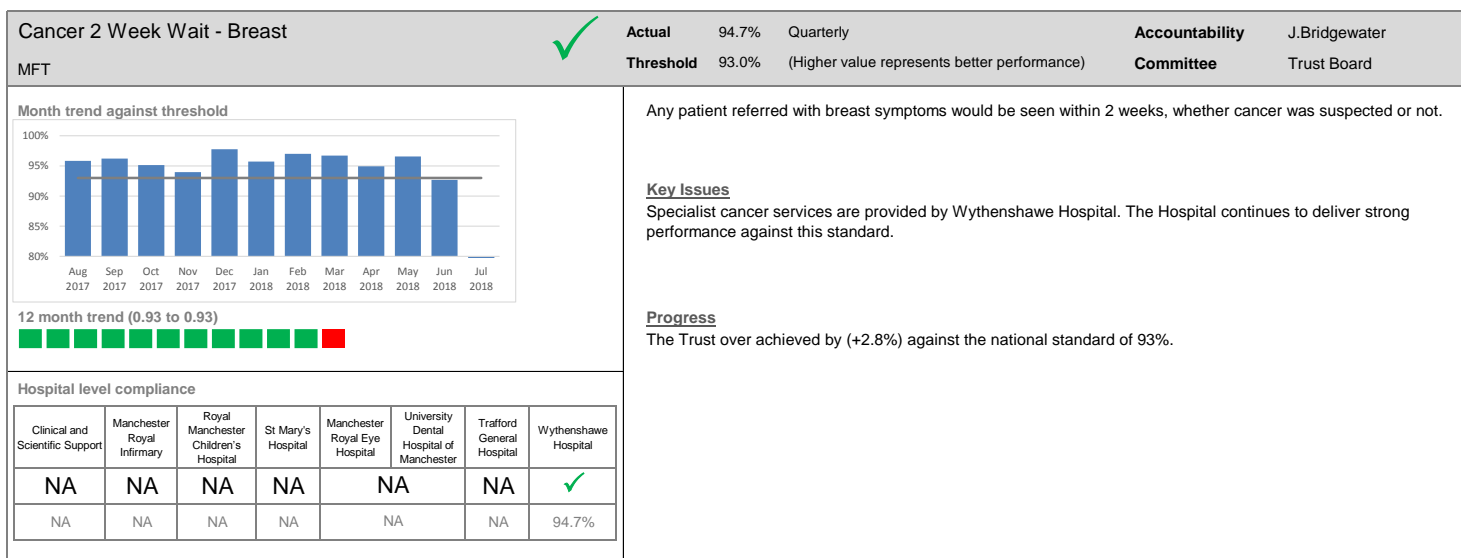 Cancer 2 Week Wait - Breast
MFT
Actual 94.7% Quarterly
Threshold 93.0% (Higher value represents better performance)
Accountability J.Bridgewater
Committee Trust Board
Month trend against threshold
100%
95%
90%
85%
80%
Aug Sep Oct Nov Dec Jan Feb Mar Apr May Jun Jul
2017 2017 2017 2017 2017 2018 2018 2018 2018 2018 2018 2018
12 month trend (0.93 to 0.93)
Hospital level compliance
Clinical and
Scientific Support
Manchester
Royal
Infirmary
Royal
Manchester
Children's
Hospital
St Mary's
Hospital
Manchester
Royal Eye
Hospital
University
Dental
Hospital of
Manchester
Trafford
General
Hospital
Wythenshawe
Hospital
NA NA NA NA NA NA
NA NA NA NA NA NA 94.7%
Any patient referred with breast symptoms would be seen within 2 weeks, whether cancer was suspected or not.
Key Issues
Specialist cancer services are provided by Wythenshawe Hospital. The Hospital continues to deliver strong
performance against this standard.
Progress
The Trust over achieved by (+2.8%) against the national standard of 93%.